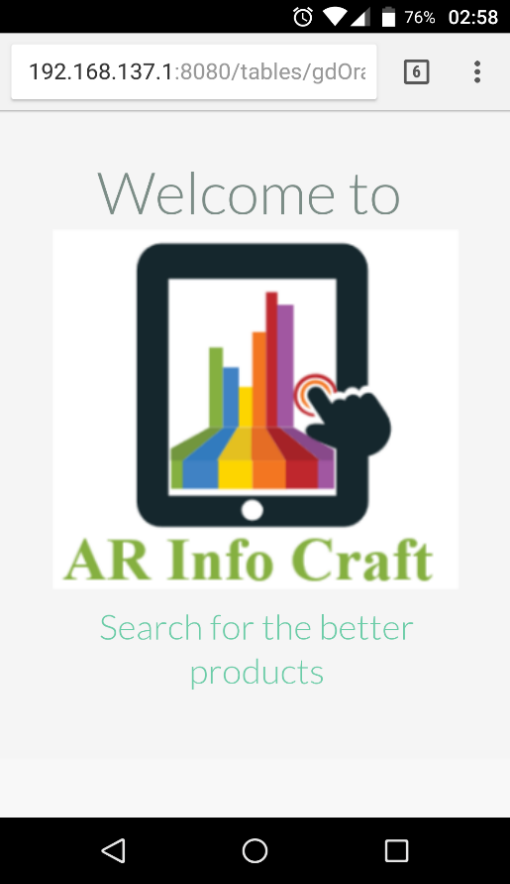 76% 02:58
192.168.137.1:8080/tables/gdOra
6
Welcome to
AR Info Craft
Search for the better
products